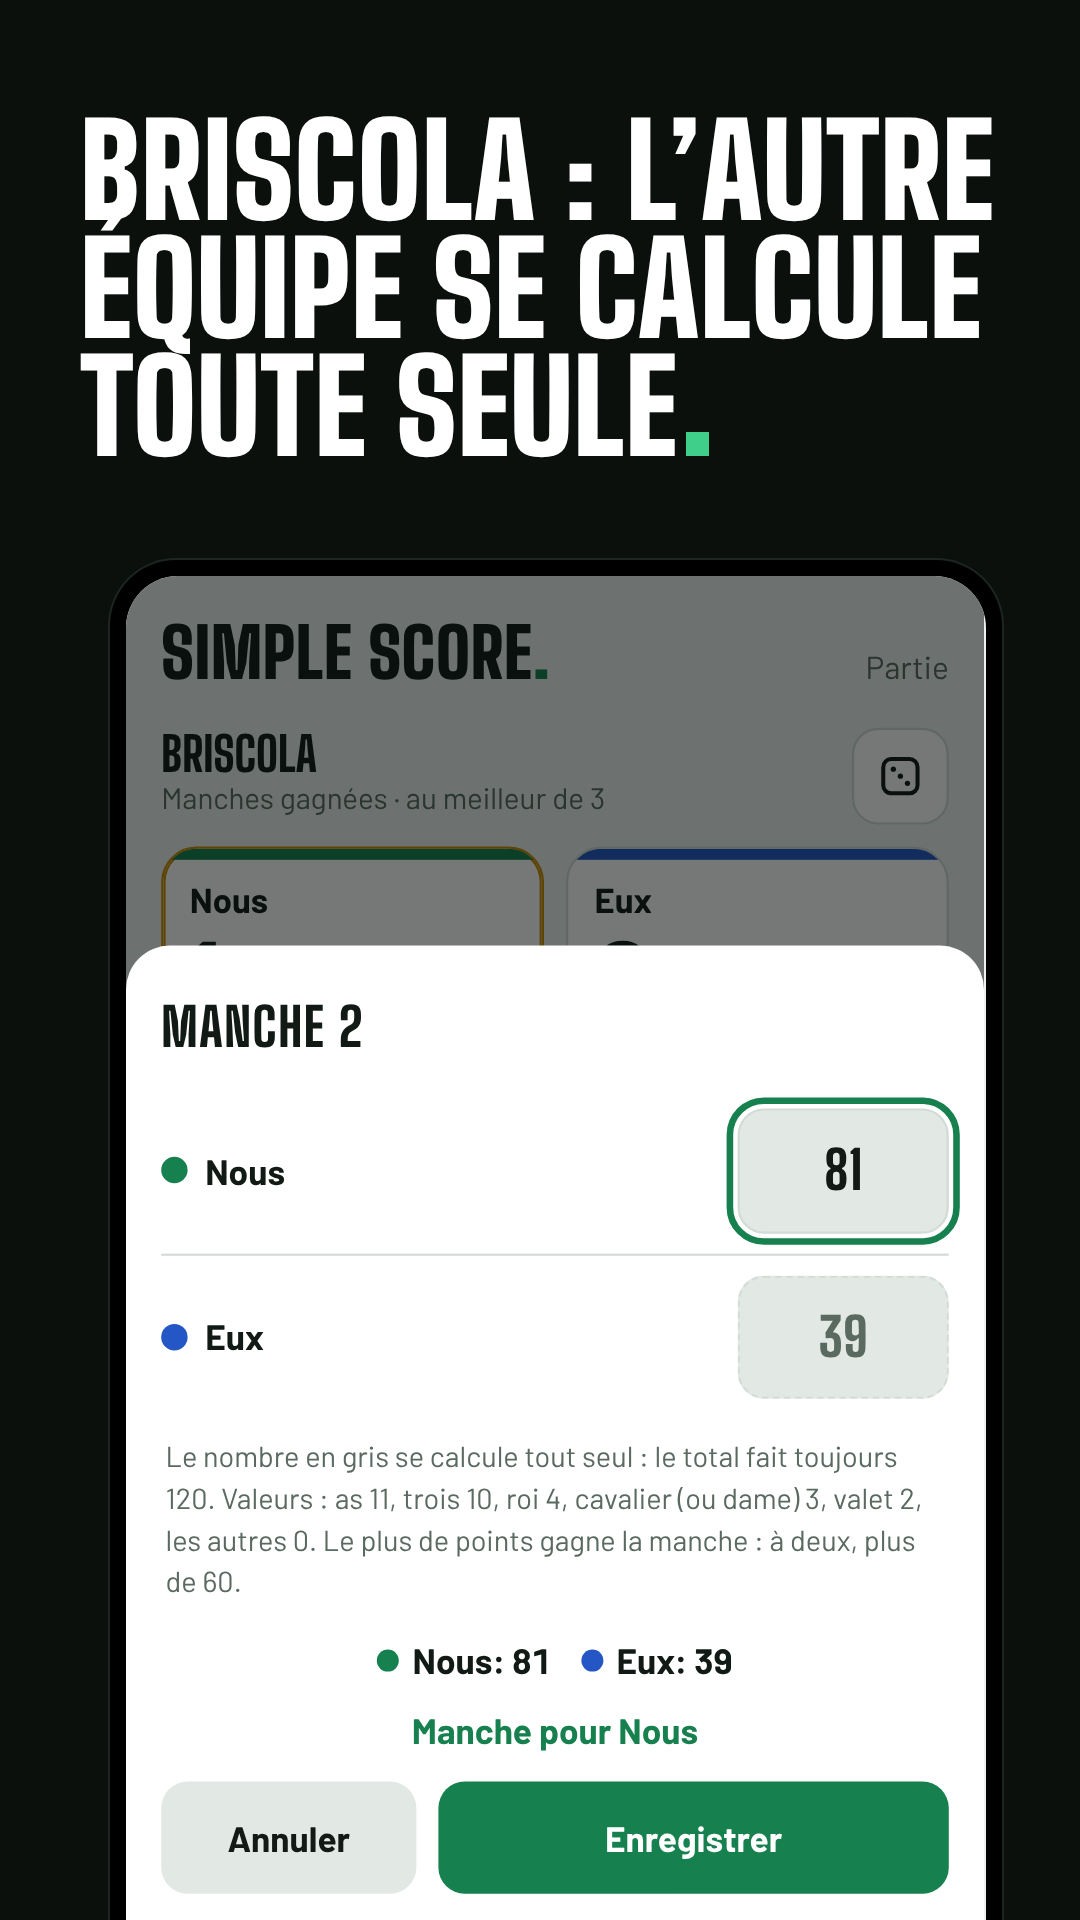 BRISCOLA : L’AUTRE
ÉQUIPE SE CALCULE
TOUTE SEULE.
SIMPLE SCORE.
Partie
BRISCOLA
Manches gagnées · au meilleur de 3
Nous
Eux
MANCHE 2
Nous
81
Eux
39
Le nombre en gris se calcule tout seul : le total fait toujours
120. Valeurs : as 11, trois 10, roi 4, cavalier (ou dame) 3, valet 2,
les autres 0. Le plus de points gagne la manche : à deux, plus
de 60.
Nous: 81 Eux: 39
Manche pour Nous
Annuler
Enregistrer